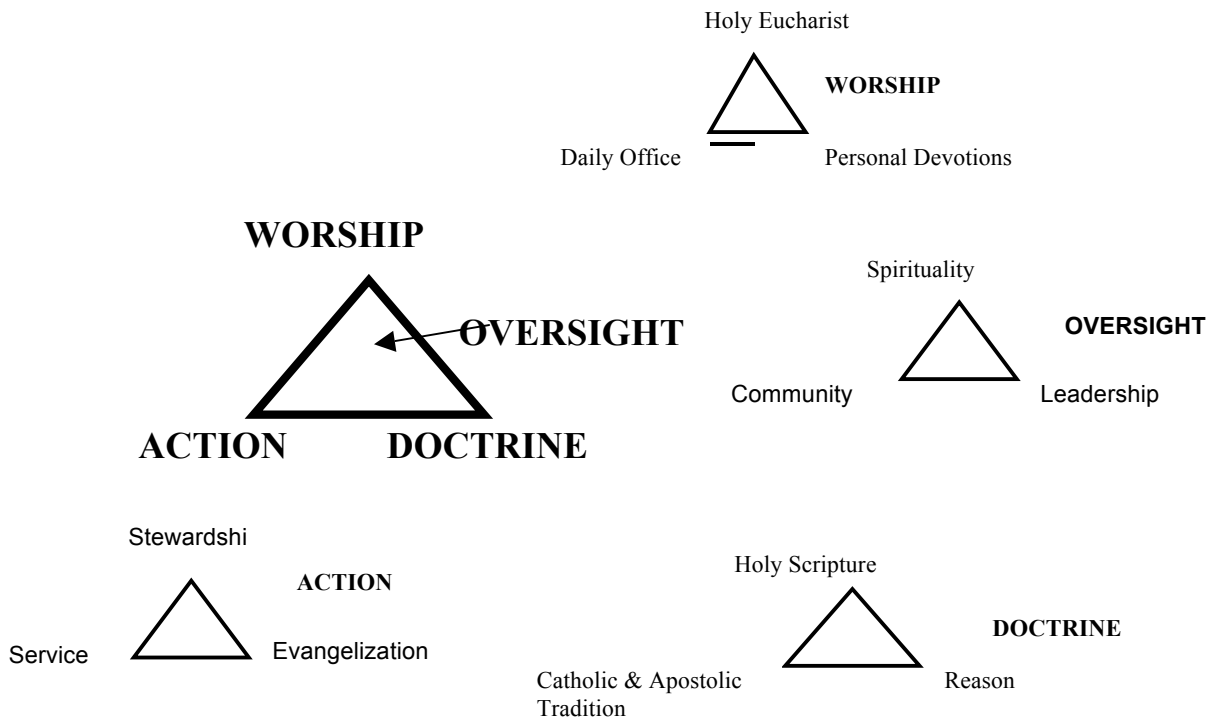 Holy Eucharist
WORSHIP
Daily Office
Personal Devotions
WORSHIP
OVERSIGHT
ACTION
DOCTRINE
Spirituality
OVERSIGHT
Community
Leadership
Stewardshi
ACTION
Service
Evangelization
Holy Scripture
DOCTRINE
Catholic & Apostolic
Tradition
Reason